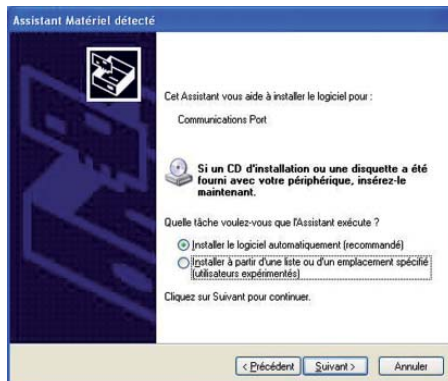 Assistant Matériel détecté
Cet Assistant vous aide à installer le logiciel pour :
Communications Port
Si un CD d'installation ou une disquette a été
fourni avec votre périphérique, insérez-le
maintenant.
Quelle tâche voulez-vous que l'Assistant exécute ?
Installer le logiciel automatiquement (recommandé)
Installer à partir d'une liste ou d'un emplacement spécifié
(utilisateurs expérimentés)
Cliquez sur Suivant pour continuer.
< Précédent Suivant > Annuler